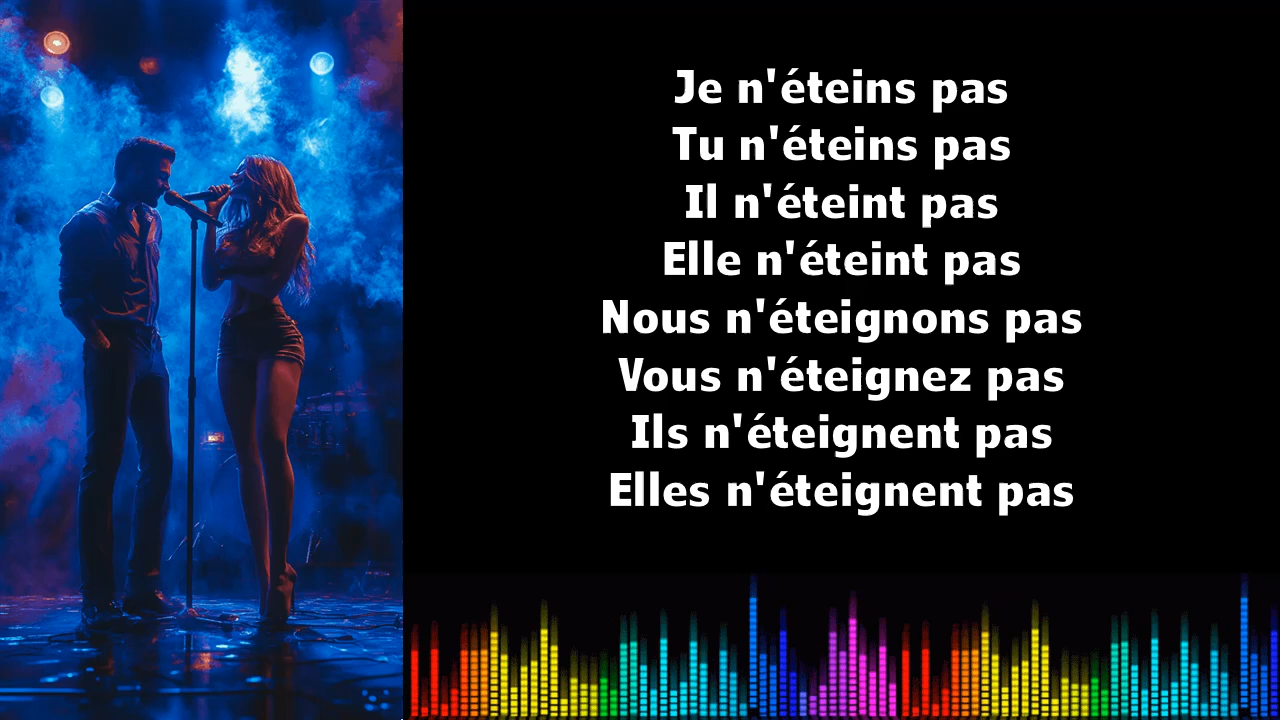 Je n'éteins pas
Tu n'éteins pas
Il n'éteint pas
Elle n'éteint pas
Nous n'éteignons pas
Vous n'éteignez pas
Ils n'éteignent pas
Elles n'éteignent pas